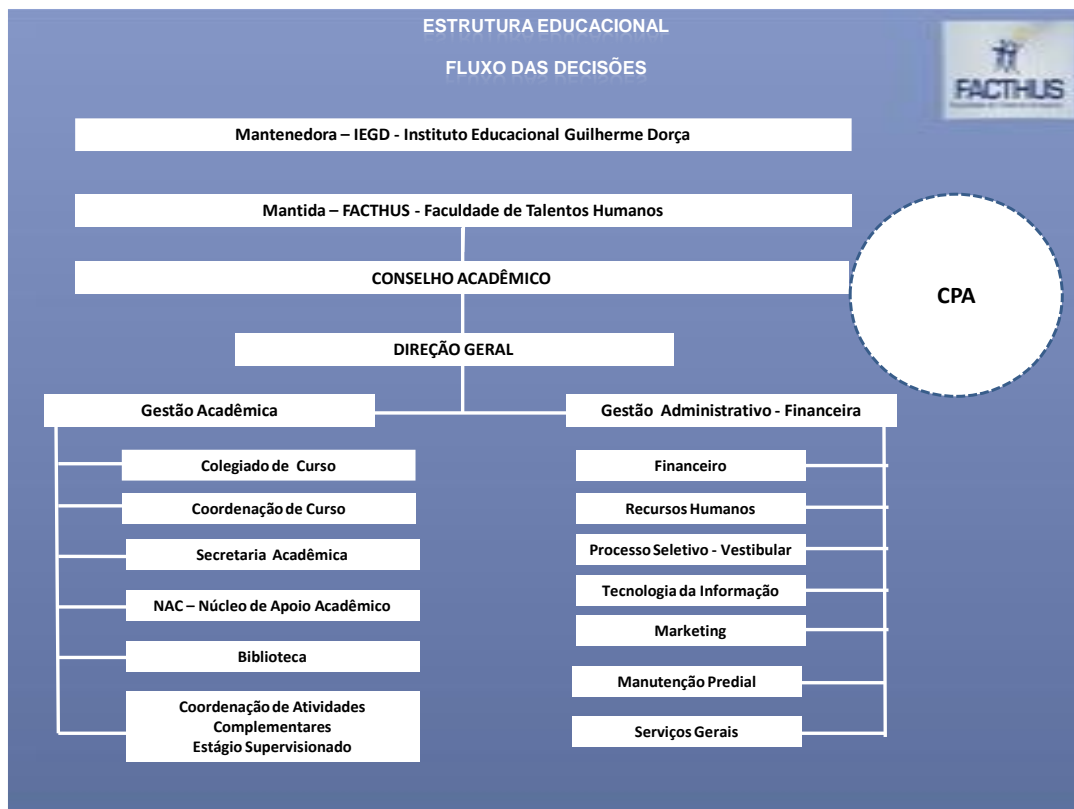 ESTRUTURA EDUCACIONAL
FLUXO DAS DECISÕES
FACTHUS
Mantenedora – IEGD - Instituto Educacional Guilherme Dorça
Mantida – FACTHUS - Faculdade de Talentos Humanos
CONSELHO ACADÊMICO
CPA
DIREÇÃO GERAL
Gestão Acadêmica
Gestão Administrativo - Financeira
Colegiado de Curso
Coordenação de Curso
Secretaria Acadêmica
NAC – Núcleo de Apoio Acadêmico
Biblioteca
Coordenação de Atividades
Complementares
Estágio Supervisionado
Financeiro
Recursos Humanos
Processo Seletivo - Vestibular
Tecnologia da Informação
Marketing
Manutenção Predial
Serviços Gerais